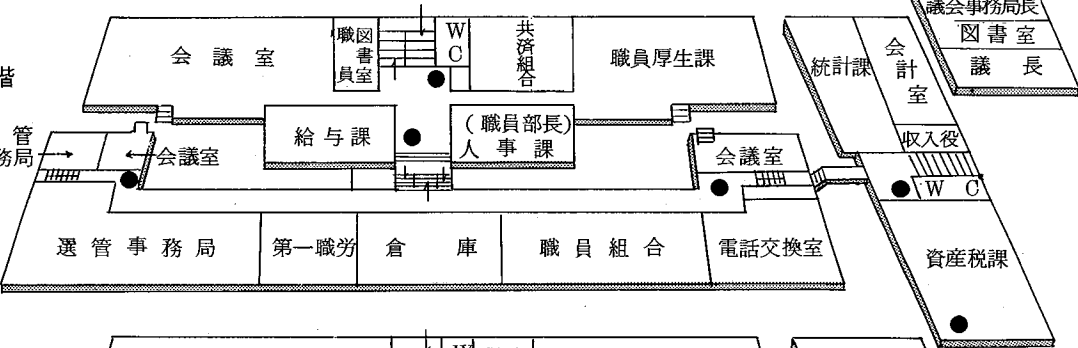 議会事務局長
図書室
議長
階
会議室
職員図書室
WC
共済組合
職員厚生課
統計課
会計室
収入役
WC
資産税課
管
務局
会議室
給与課
(職員部長)
人事課
会議室
選管事務局
第一職労
倉庫
職員組合
電話交換室